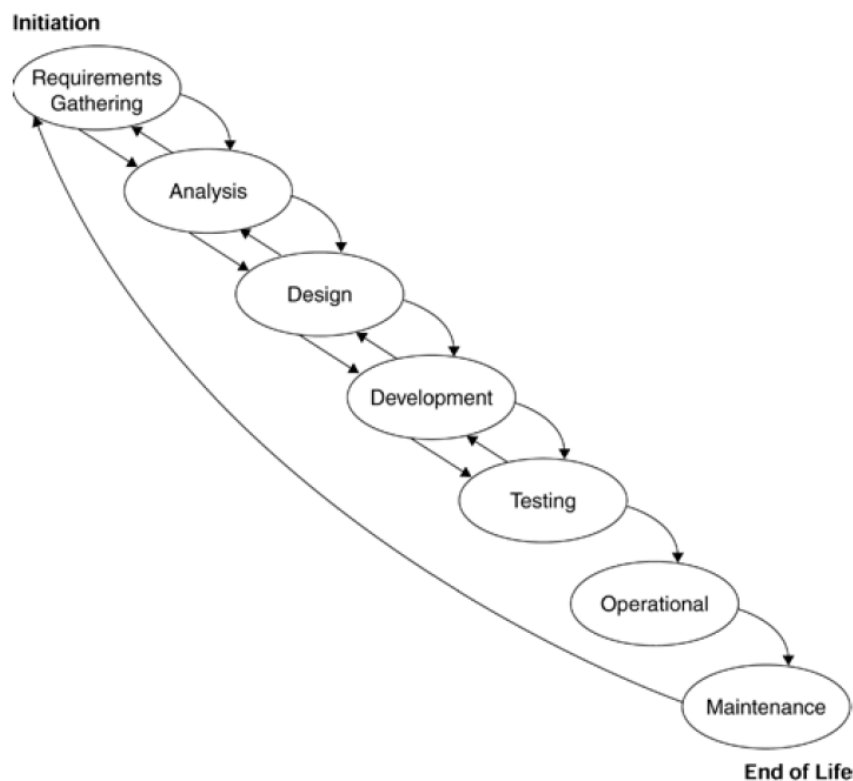 Initiation
Requirements
Gathering
Analysis
Design
Development
Testing
Operational
Maintenance
End of Life